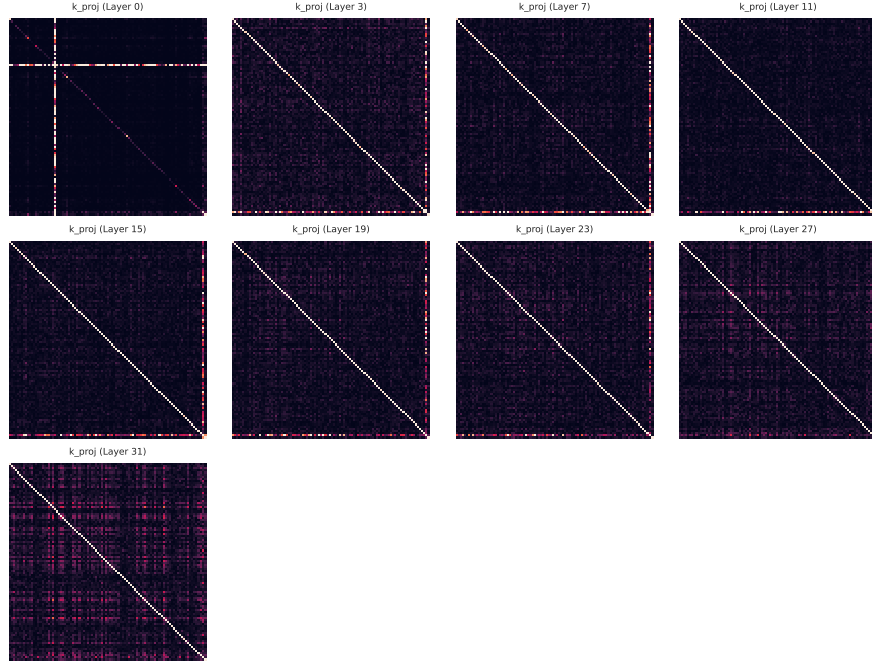 k_proj (Layer 0)
k_proj (Layer 3)
k_proj (Layer 7)
k_proj (Layer 11)
k_proj (Layer 15)
k_proj (Layer 19)
k_proj (Layer 23)
k_proj (Layer 27)
k_proj (Layer 31)